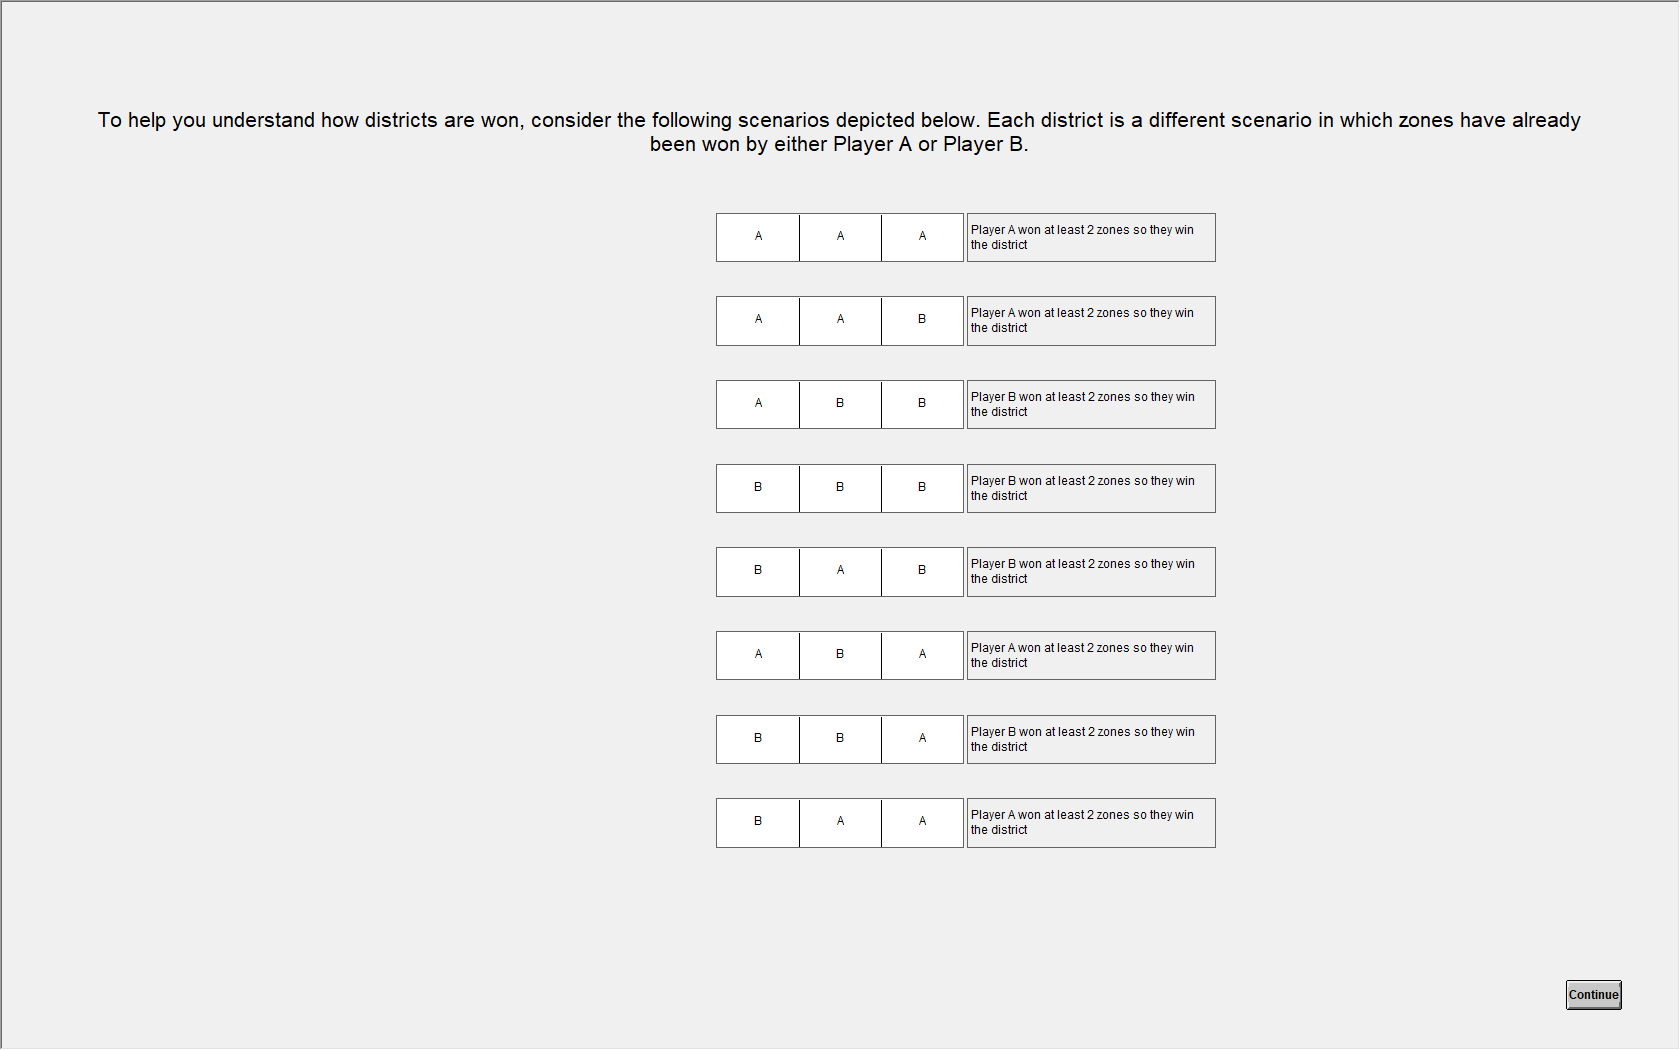 To help you understand how districts are won, consider the following scenarios depicted below. Each district is a different scenario in which zones have already
been won by either Player A or Player B.
A A A Player A won at least 2 zones so they win
the district
A A B Player A won at least 2 zones so they win
the district
A B B Player B won at least 2 zones so they win
the district
B B B Player B won at least 2 zones so they win
the district
B A B Player B won at least 2 zones so they win
the district
A B A Player A won at least 2 zones so they win
the district
B B A Player B won at least 2 zones so they win
the district
B A A Player A won at least 2 zones so they win
the district
Continue